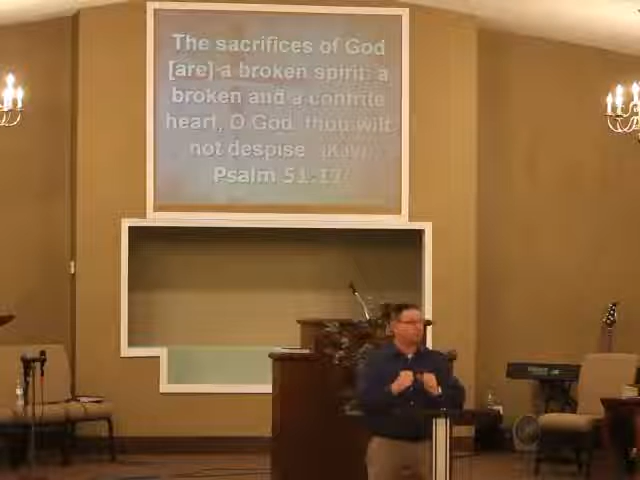 The sacrifices of God
[are] a broken spirit: a
broken and a contrite
heart, O God, thou wilt
not despise. (KJV)
Psalm 51:17